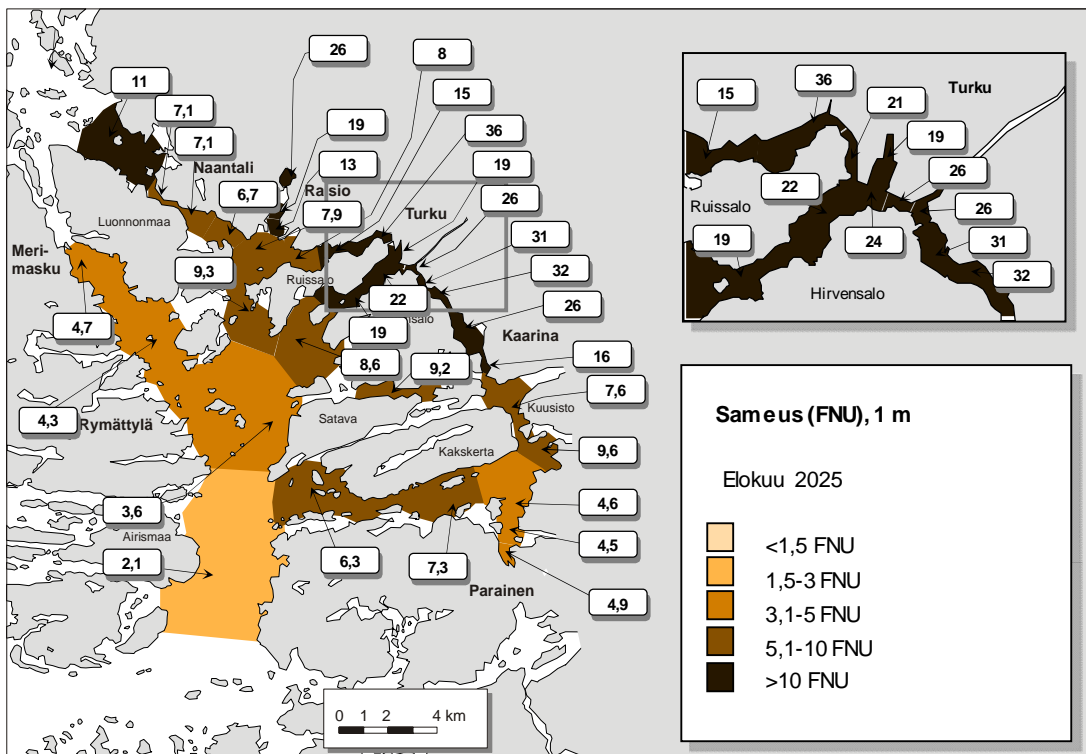 26
8
11
15
7,1
36
7,1
19
19
Naantali
13
26
6,7
Raisio
7,9
Turku
31
Luonnonmaa
Meri-
masku
9,3
Ruissalo
32
22
26
4,7
19
Kaarina
8,6
9,2
16
4,3
7,6
Rymättylä
Satava
Kuusisto
Kakskerta
9,6
3,6
4,6
Airismaa
2,1
6,3
7,3
4,5
Parainen
4,9
0 1 2 4 km
36
15
21
Turku
19
22
26
Ruissalo
26
24
31
19
32
Hirvensalo
Sameus (FNU), 1 m
Elokuu 2025
<1,5 FNU
1,5-3 FNU
3,1-5 FNU
5,1-10 FNU
>10 FNU